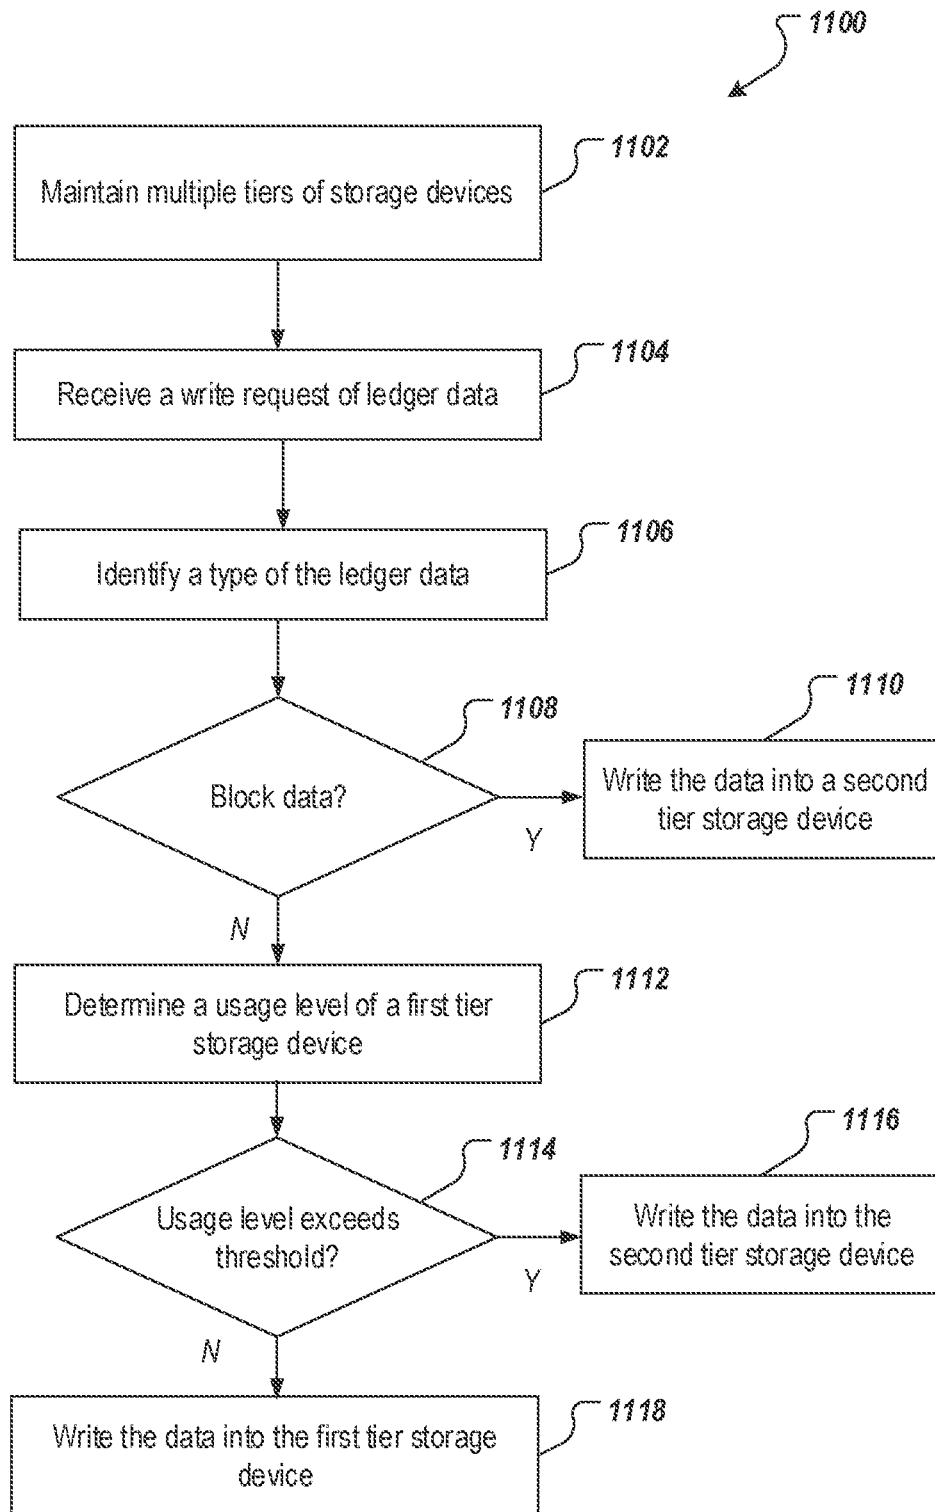 1100
1102
Maintain multiple tiers of storage devices
1104
Receive a write request of ledger data
1106
Identify a type of the ledger data
1108
Block data?
Y
1110
Write the data into a second
tier storage device
N
1112
Determine a usage level of a first tier
storage device
1114
Usage level exceeds
threshold?
Y
1116
Write the data into the
second tier storage device
N
1118
Write the data into the first tier storage
device